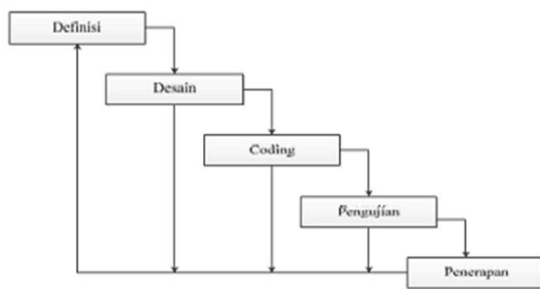 Definisi
Desain
Coding
Pengujian
Penerapan